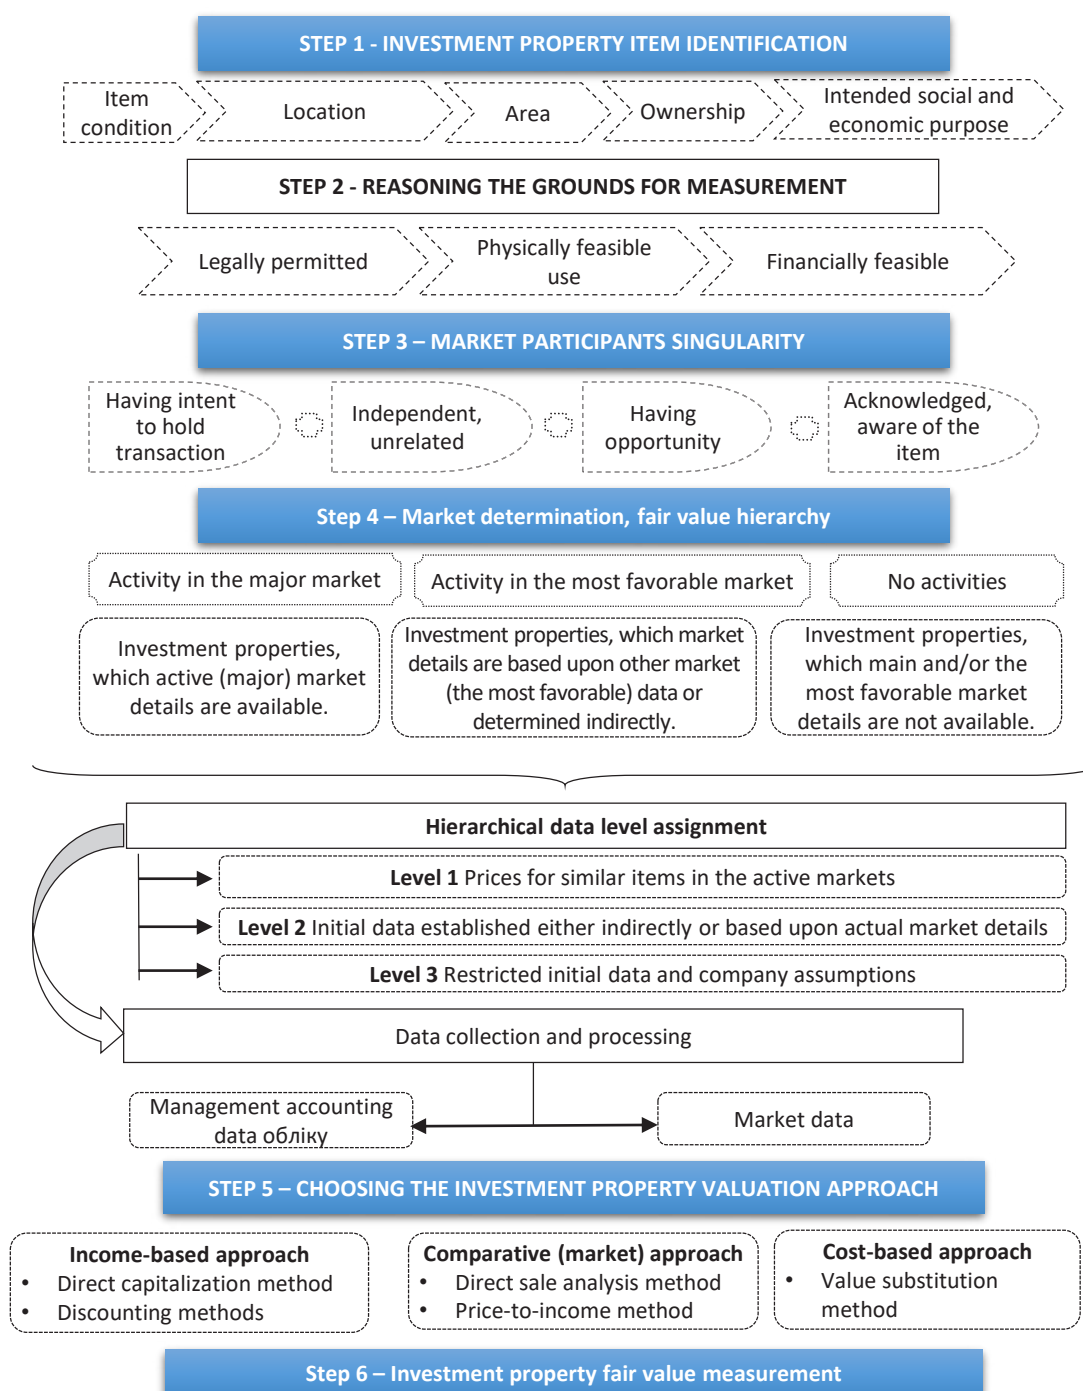 STEP 1 - INVESTMENT PROPERTY ITEM IDENTIFICATION
Item
condition
Location
Area
Ownership
Intended social and
economic purpose
STEP 2 - REASONING THE GROUNDS FOR MEASUREMENT
Legally permitted
Physically feasible
use
Financially feasible
STEP 3 – MARKET PARTICIPANTS SINGULARITY
Having intent
to hold
transaction
Independent,
unrelated
Having
opportunity
Acknowledged,
aware of the
item
Step 4 – Market determination, fair value hierarchy
Activity in the major market
Activity in the most favorable market
No activities
Investment properties,
which active (major) market
details are available.
Investment properties, which market
details are based upon other market
(the most favorable) data or
determined indirectly.
Investment properties,
which main and/or the
most favorable market
details are not available.
Hierarchical data level assignment
Level 1 Prices for similar items in the active markets
Level 2 Initial data established either indirectly or based upon actual market details
Level 3 Restricted initial data and company assumptions
Data collection and processing
Management accounting
data обліку
Market data
STEP 5 – CHOOSING THE INVESTMENT PROPERTY VALUATION APPROACH
Income-based approach
• Direct capitalization method
• Discounting methods
Comparative (market) approach
• Direct sale analysis method
• Price-to-income method
Cost-based approach
• Value substitution
method
Step 6 – Investment property fair value measurement